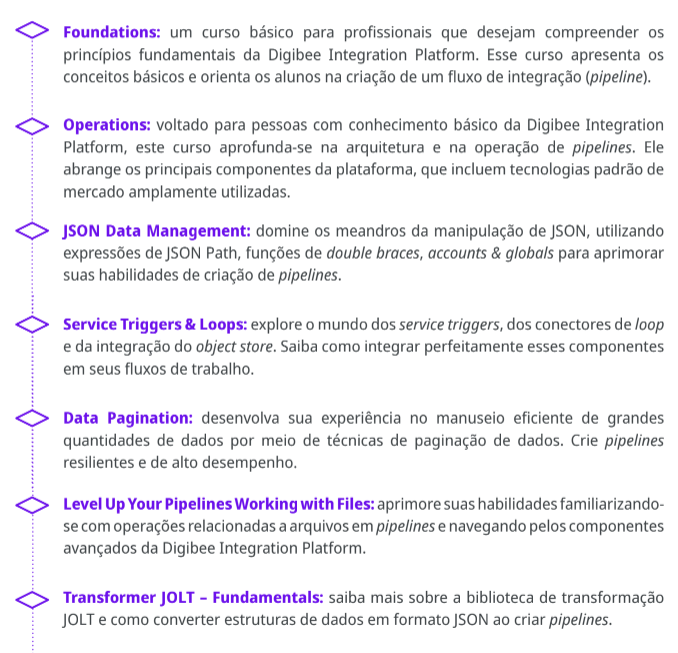 Foundations: um curso básico para profissionais que desejam compreender os
princípios fundamentais da Digibee Integration Platform. Esse curso apresenta os
conceitos básicos e orienta os alunos na criação de um fluxo de integração (pipeline).
Operations: voltado para pessoas com conhecimento básico da Digibee Integration
Platform, este curso aprofunda-se na arquitetura e na operação de pipelines. Ele
abrange os principais componentes da plataforma, que incluem tecnologias padrão de
mercado amplamente utilizadas.
JSON Data Management: domine os meandros da manipulação de JSON, utilizando
expressões de JSON Path, funções de double braces, accounts & globals para aprimorar
suas habilidades de criação de pipelines.
Service Triggers & Loops: explore o mundo dos service triggers, dos conectores de loop
e da integração do object store. Saiba como integrar perfeitamente esses componentes
em seus fluxos de trabalho.
Data Pagination: desenvolva sua experiência no manuseio eficiente de grandes
quantidades de dados por meio de técnicas de paginação de dados. Crie pipelines
resilientes e de alto desempenho.
Level Up Your Pipelines Working with Files: aprimore suas habilidades familiarizando-
se com operações relacionadas a arquivos em pipelines e navegando pelos componentes
avançados da Digibee Integration Platform.
Transformer JOLT – Fundamentals: saiba mais sobre a biblioteca de transformação
JOLT e como converter estruturas de dados em formato JSON ao criar pipelines.